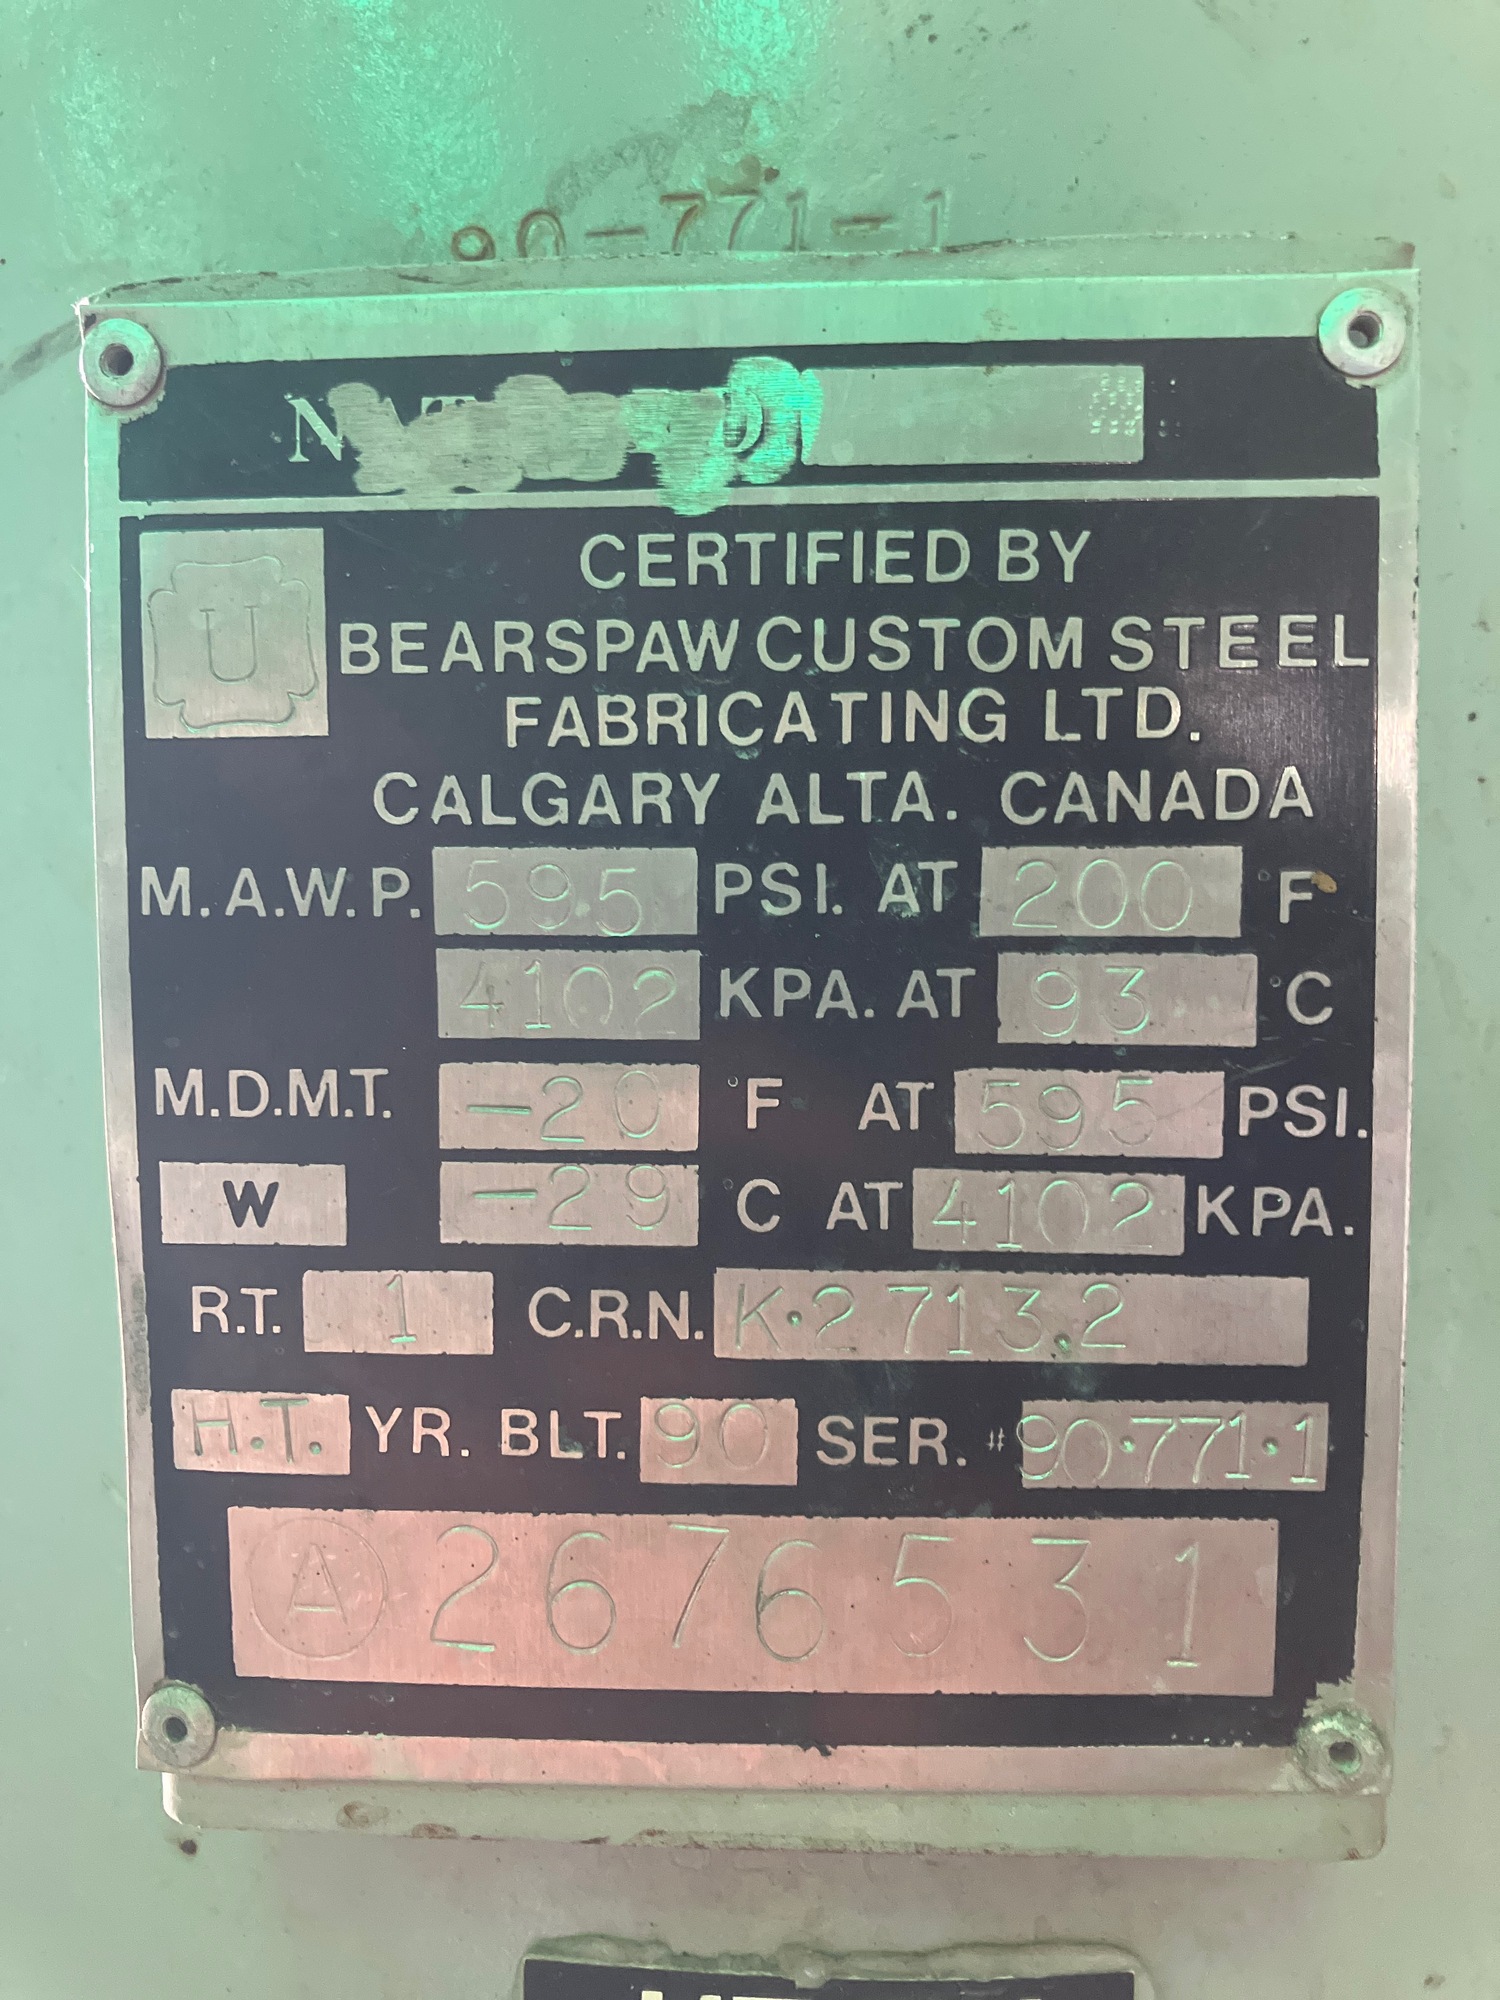 90-771-1
U
CERTIFIED BY
BEARSPAW CUSTOM STEEL
FABRICATING LTD.
CALGARY ALTA. CANADA
M.A.W.P. 595 PSI. AT 200 °F
4102 KPA. AT 93 °C
M.D.M.T. -20 °F AT 595 PSI.
W -29 °C AT 4102 KPA.
R.T. 1 C.R.N. K·2713.2
H.T. YR. BLT. 90 SER. # 90·771·1
A 2676531